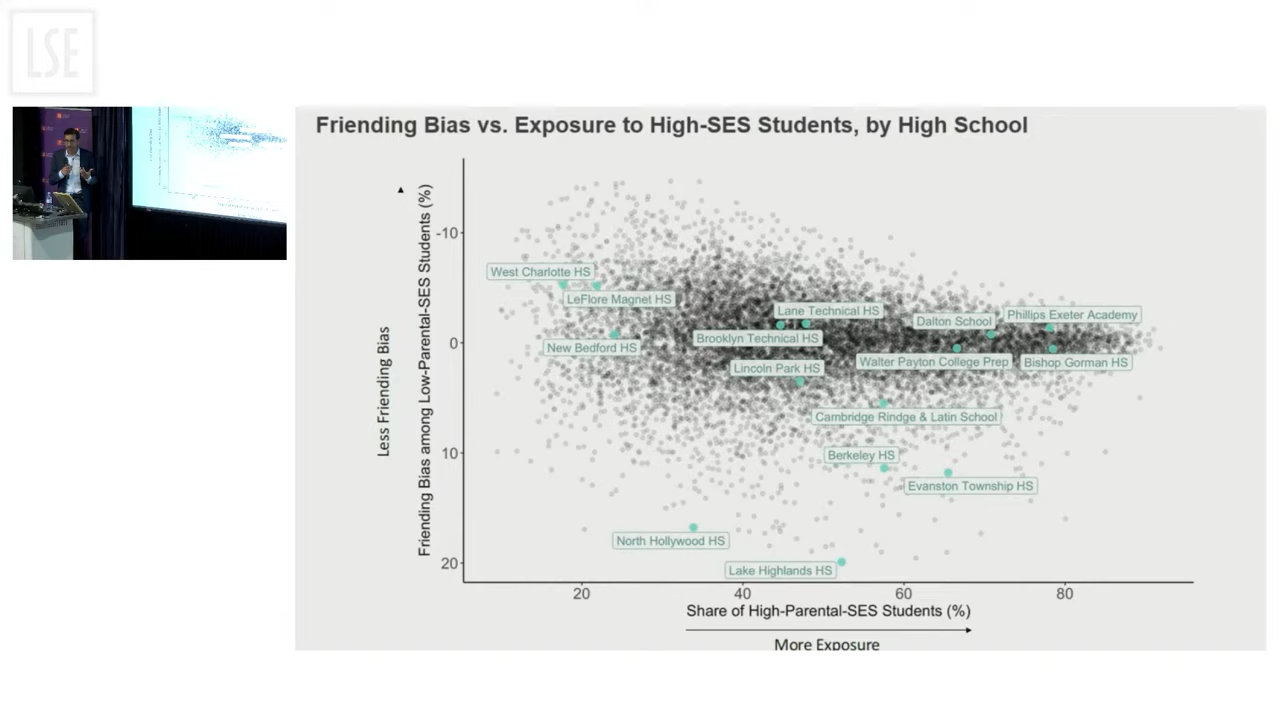 LSE
Friending Bias vs. Exposure to High-SES Students, by High School
Less Friending Bias
Friending Bias among Low-Parental-SES Students (%)
-10
0
10
20
West Charlotte HS
LeFlore Magnet HS
New Bedford HS
Lane Technical HS
Brooklyn Technical HS
Lincoln Park HS
Dalton School
Phillips Exeter Academy
Walter Payton College Prep
Bishop Gorman HS
Cambridge Rindge & Latin School
Berkeley HS
Evanston Township HS
North Hollywood HS
Lake Highlands HS
20
40
60
80
Share of High-Parental-SES Students (%)
More Exposure